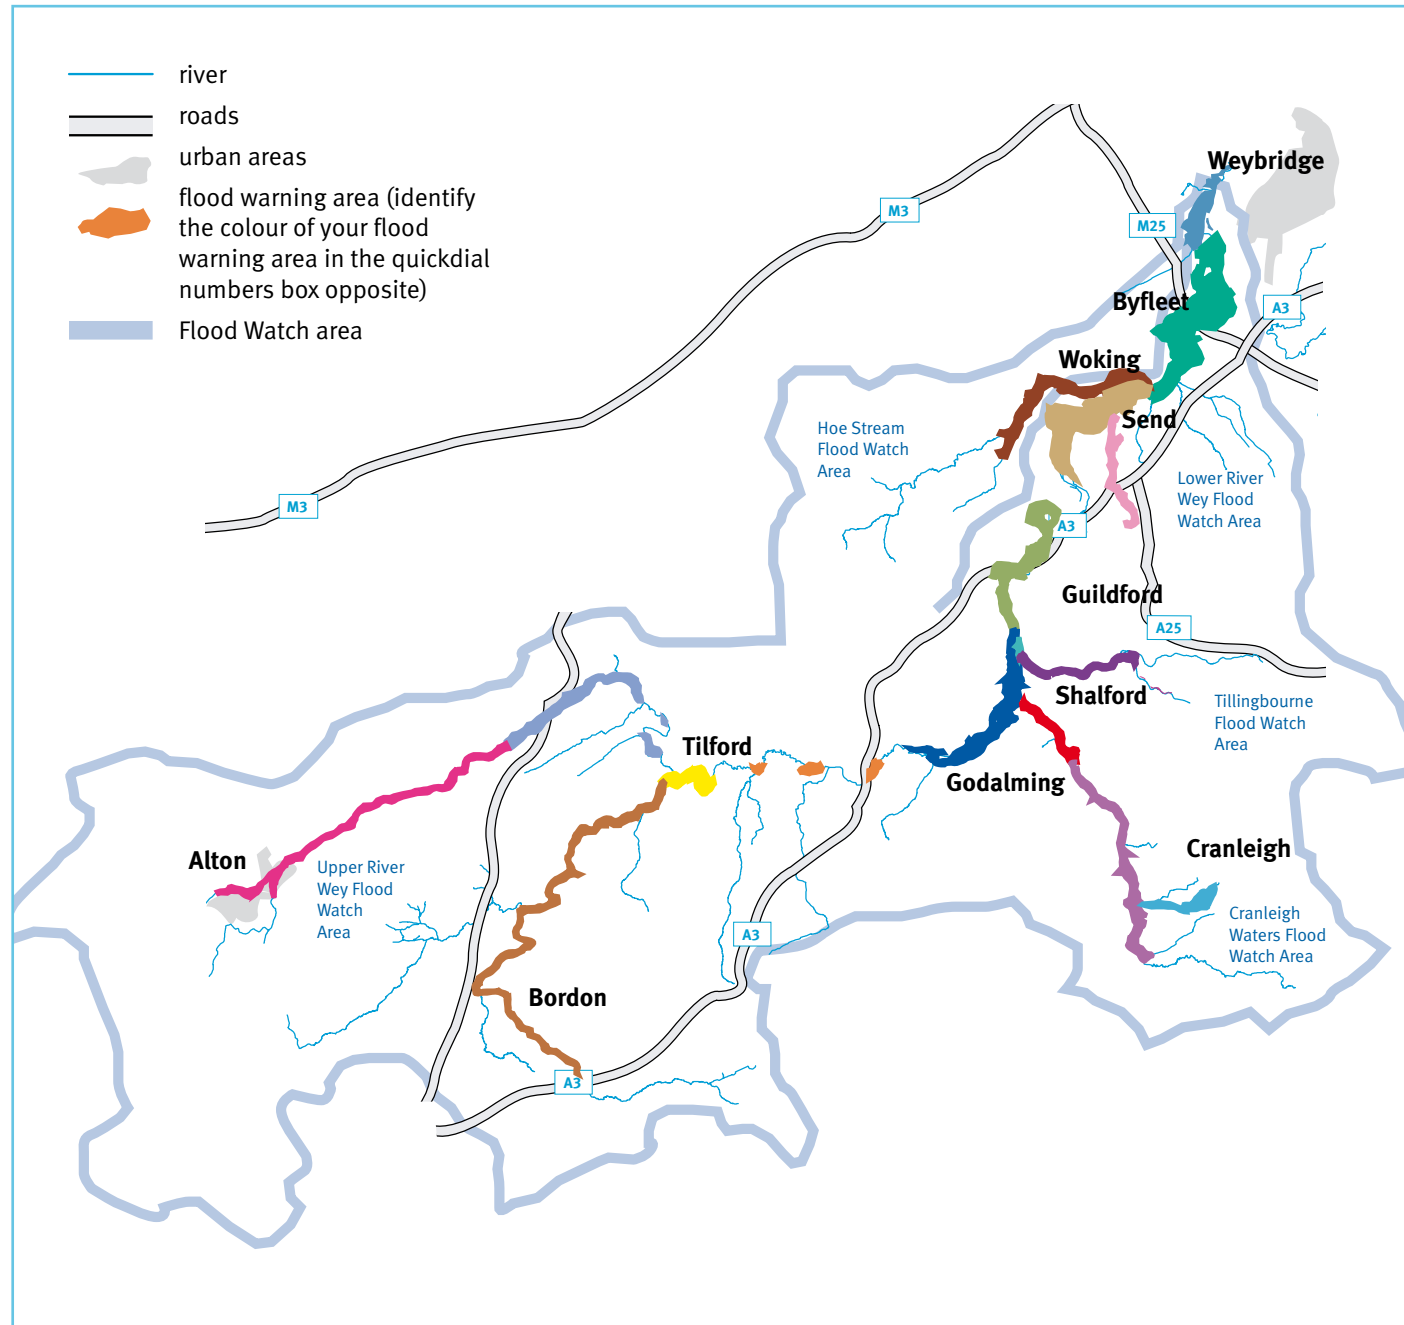 river
roads
urban areas
flood warning area (identify
the colour of your flood
warning area in the quickdial
numbers box opposite)
Flood Watch area
Weybridge
M3
M25
Byfleet
A3
Woking
Send
Hoe Stream
Flood Watch
Area
Lower River
Wey Flood
Watch Area
M3
A3
Guildford
A25
Shalford
Tillingbourne
Flood Watch
Area
Tilford
Godalming
Alton
Upper River
Wey Flood
Watch
Area
Cranleigh
Cranleigh
Waters Flood
Watch Area
A3
Bordon
A3